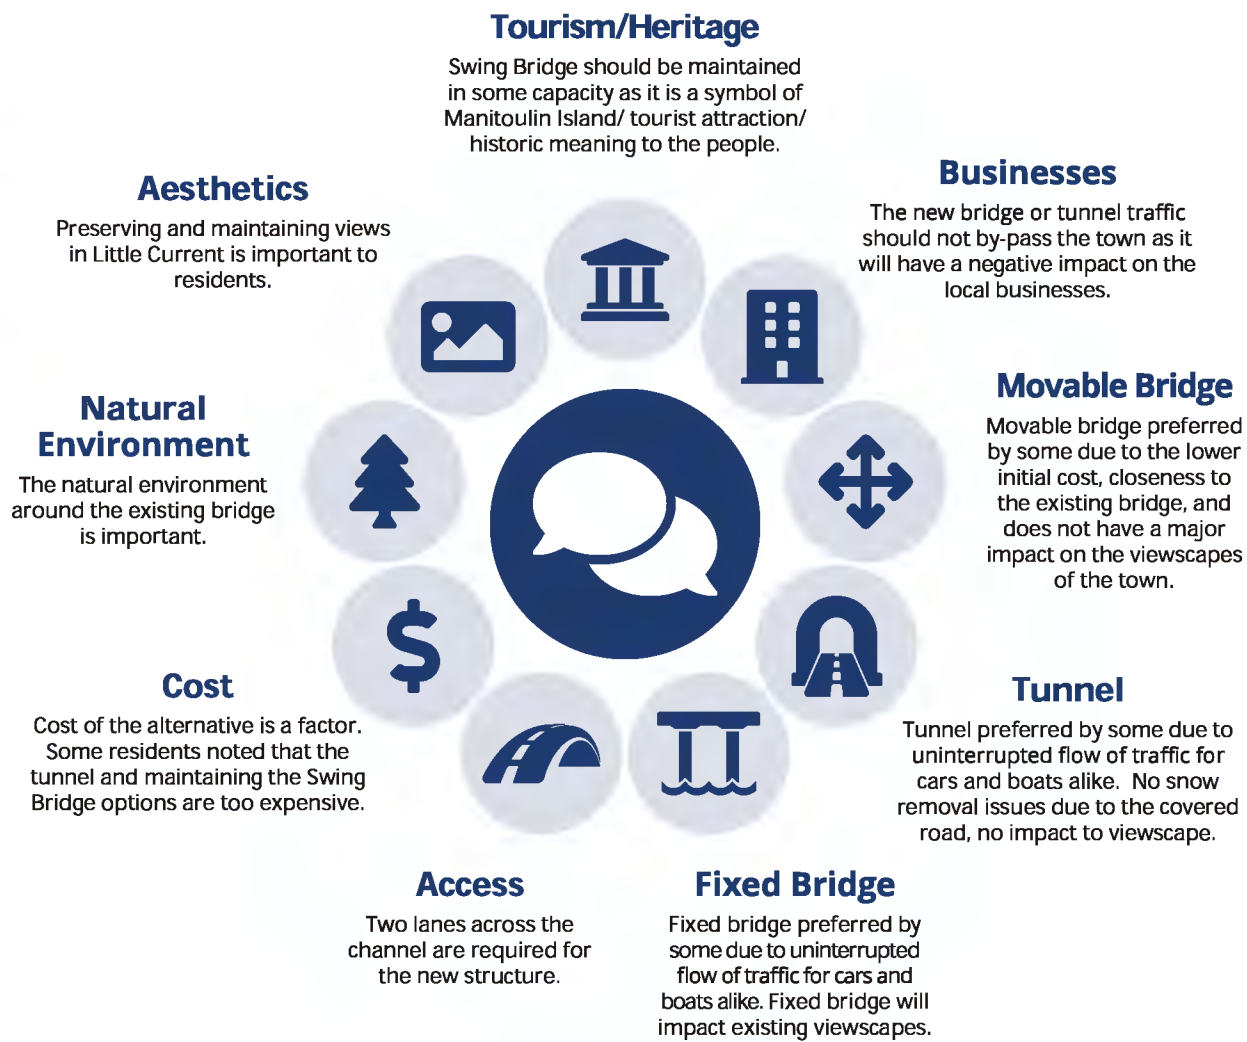 Tourism/Heritage
Swing Bridge should be maintained
in some capacity as it is a symbol of
Manitoulin Island/ tourist attraction/
historic meaning to the people.
Businesses
The new bridge or tunnel traffic
should not by-pass the town as it
will have a negative impact on the
local businesses.
Movable Bridge
Movable bridge preferred
by some due to the lower
initial cost, closeness to
the existing bridge, and
does not have a major
impact on the viewscapes
of the town.
Tunnel
Tunnel preferred by some due to
uninterrupted flow of traffic for
cars and boats alike.  No snow
removal issues due to the covered
road, no impact to viewscape.
Fixed Bridge
Fixed bridge preferred by
some due to uninterrupted
flow of traffic for cars and
boats alike. Fixed bridge will
impact existing viewscapes.
Access
Two lanes across the
channel are required for
the new structure.
Cost
Cost of the alternative is a factor.
Some residents noted that the
tunnel and maintaining the Swing
Bridge options are too expensive.
Natural
Environment
The natural environment
around the existing bridge
is important.
Aesthetics
Preserving and maintaining views
in Little Current is important to
residents.